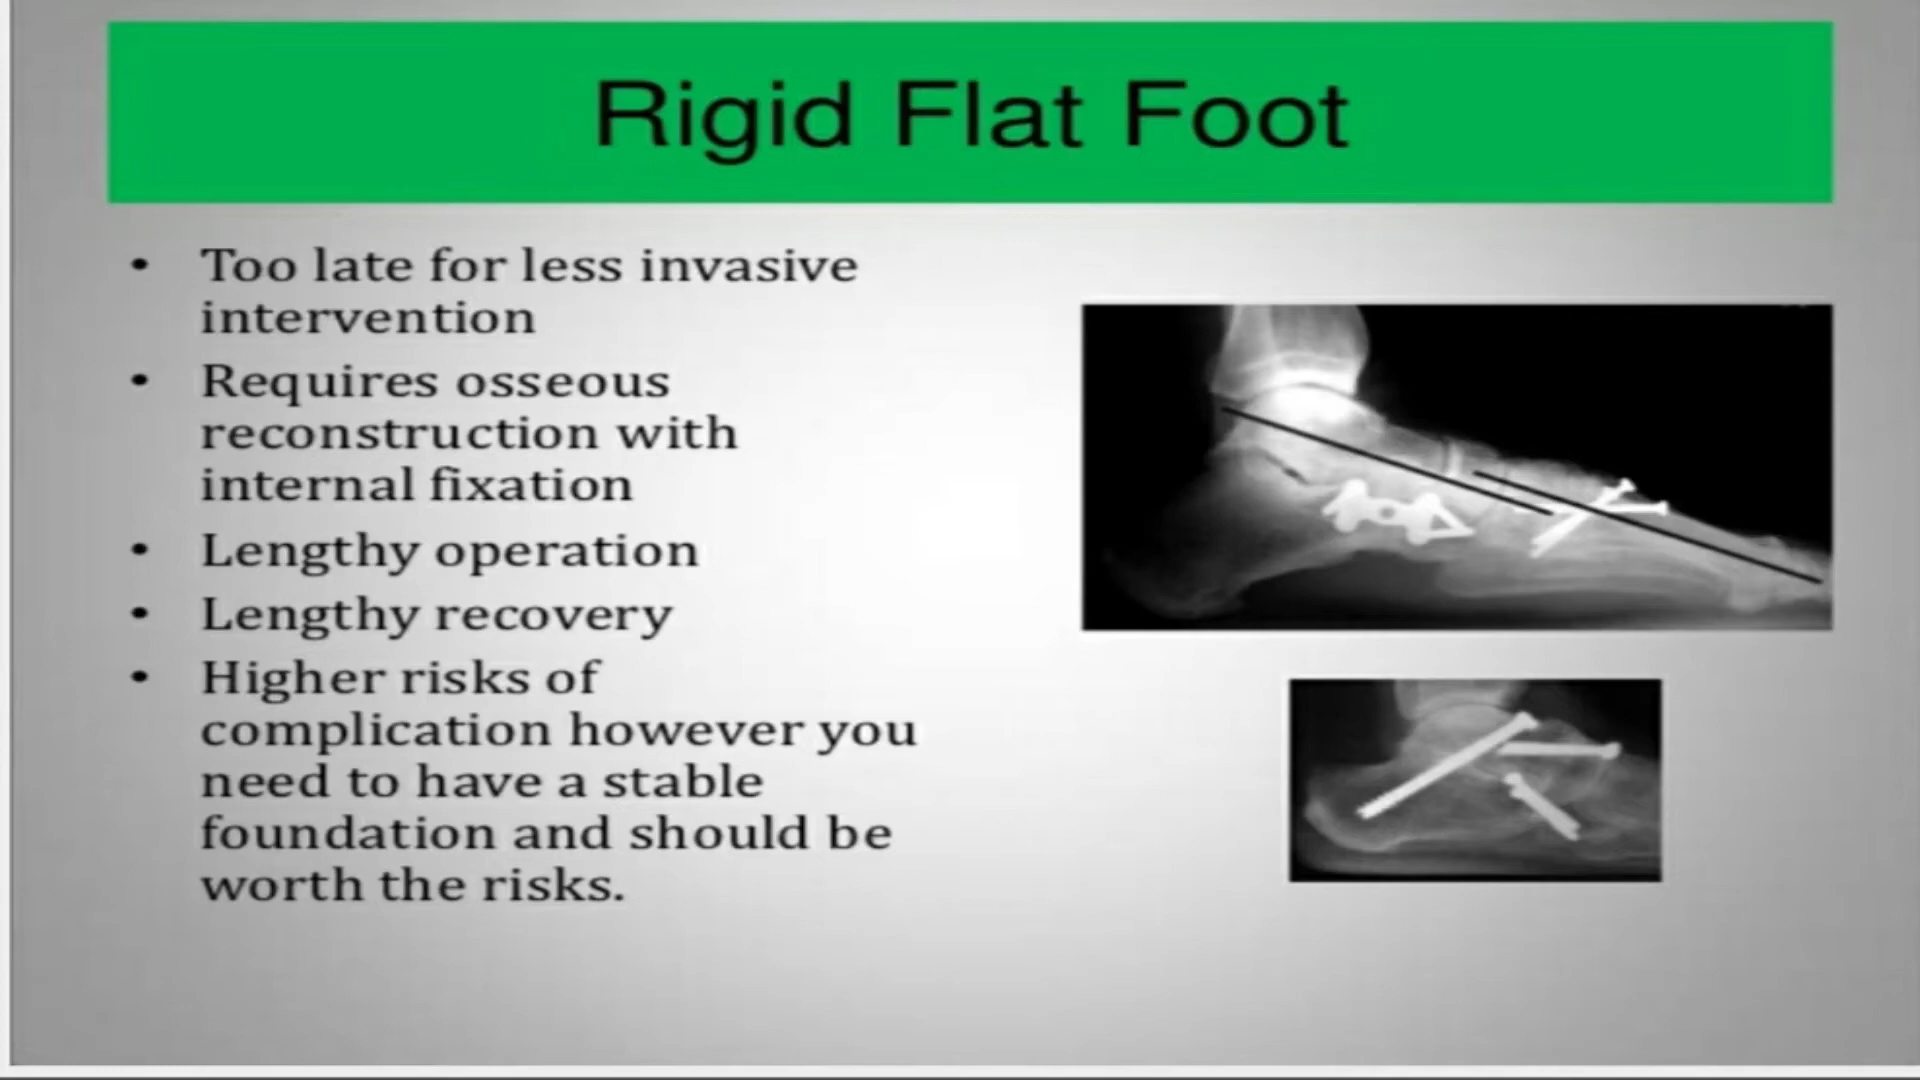 Rigid Flat Foot
• Too late for less invasive
intervention
• Requires osseous
reconstruction with
internal fixation
• Lengthy operation
• Lengthy recovery
• Higher risks of
complication however you
need to have a stable
foundation and should be
worth the risks.